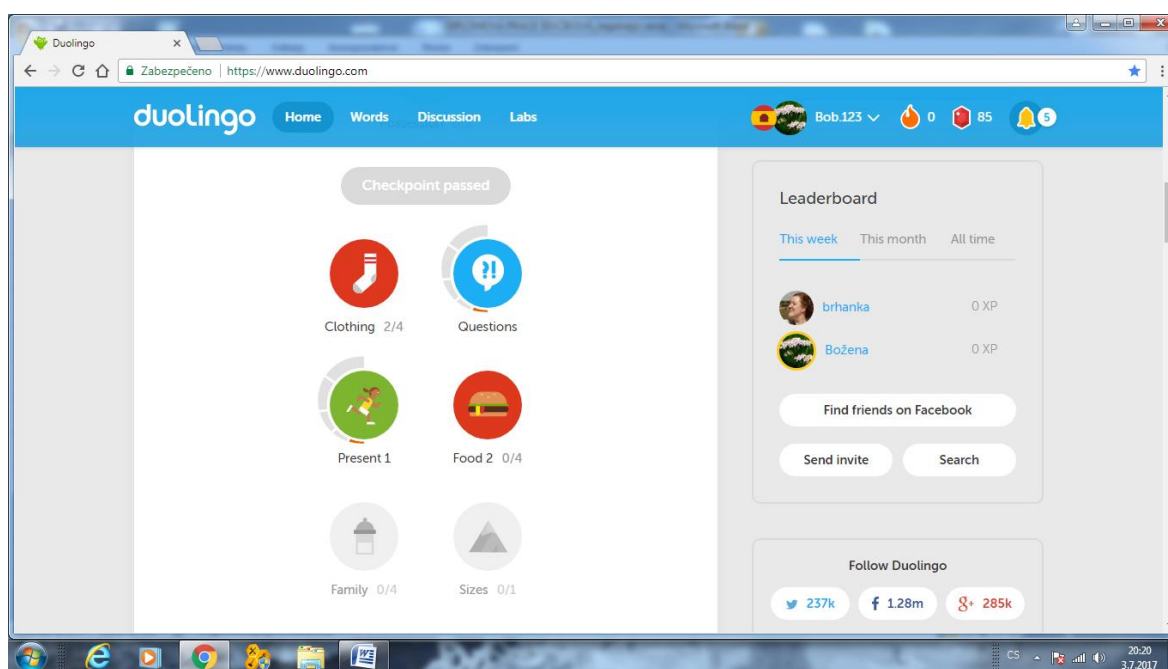 Duolingo
Zabezpečeno | https://www.duolingo.com
duolingo Home Words Discussion Labs Bob.123 0 85 5
Checkpoint passed
Clothing 2/4 Questions
Present 1 Food 2 0/4
Family 0/4 Sizes 0/1
Leaderboard
This week This month All time
brhanka 0 XP
Božena 0 XP
Find friends on Facebook
Send invite Search
Follow Duolingo
237k 1.28m 285k
CS 20:20
3.7.2017